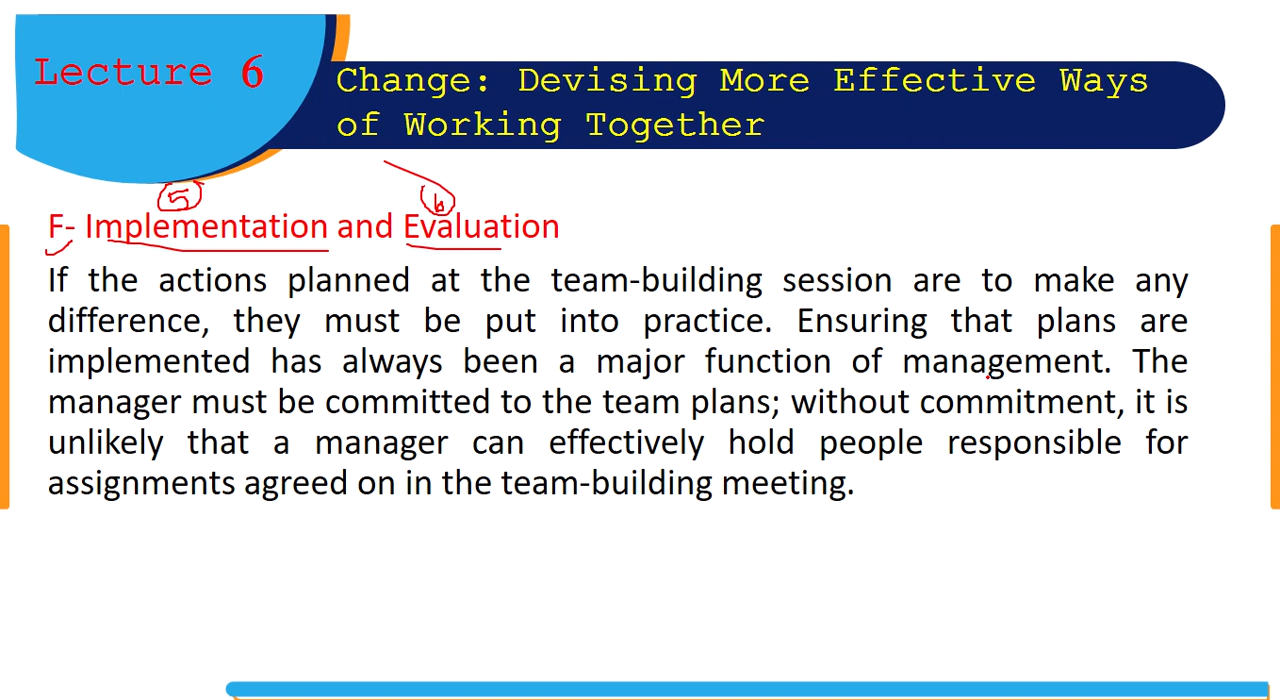 Lecture 6
Change: Devising More Effective Ways
of Working Together
5
6
F- Implementation and Evaluation
If the actions planned at the team-building session are to make any
difference, they must be put into practice. Ensuring that plans are
implemented has always been a major function of management. The
manager must be committed to the team plans; without commitment, it is
unlikely that a manager can effectively hold people responsible for
assignments agreed on in the team-building meeting.